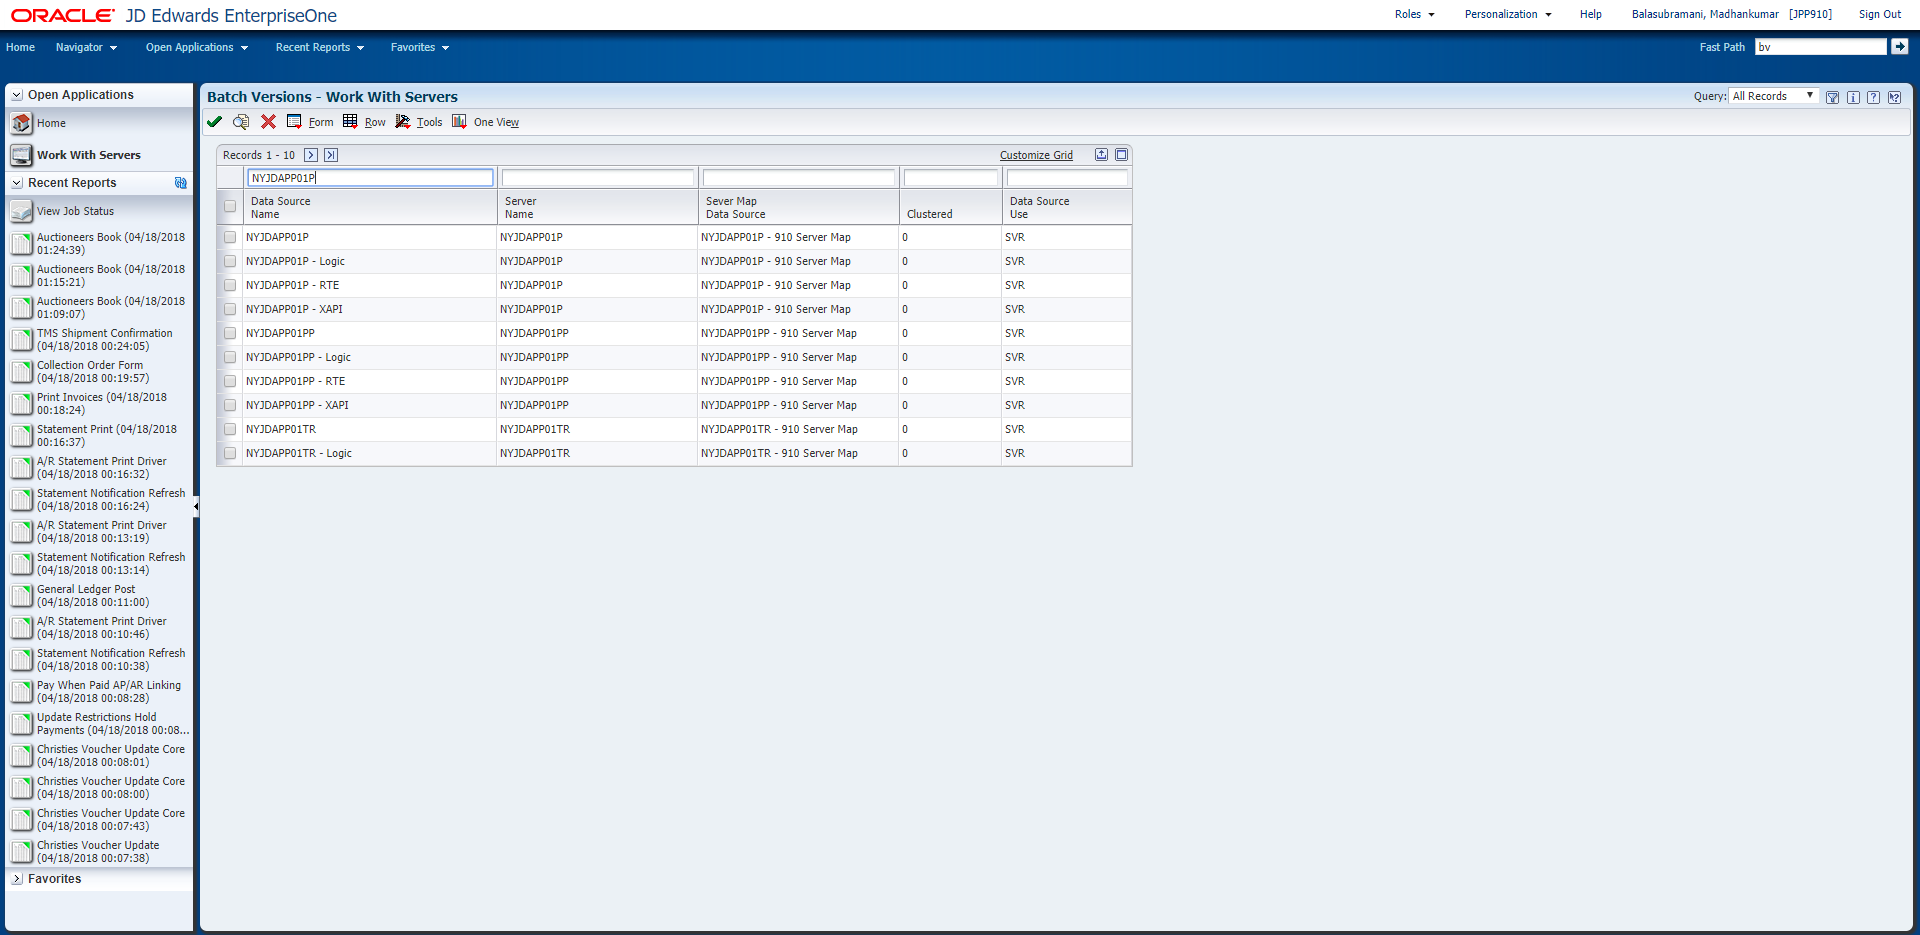 ORACLE JD Edwards EnterpriseOne
Roles Personalization Help Balasubramani, Madhankumar [JPP910] Sign Out
Home Navigator Open Applications Recent Reports Favorites Fast Path bv
Open Applications
Home
Work With Servers
Recent Reports
View Job Status
Auctioneers Book (04/18/2018
01:24:39)
Auctioneers Book (04/18/2018
01:15:21)
Auctioneers Book (04/18/2018
01:09:07)
TMS Shipment Confirmation
(04/18/2018 00:24:05)
Collection Order Form
(04/18/2018 00:19:57)
Print Invoices (04/18/2018
00:18:24)
Statement Print (04/18/2018
00:16:37)
A/R Statement Print Driver
(04/18/2018 00:16:32)
Statement Notification Refresh
(04/18/2018 00:16:24)
A/R Statement Print Driver
(04/18/2018 00:13:19)
Statement Notification Refresh
(04/18/2018 00:13:14)
General Ledger Post
(04/18/2018 00:11:00)
A/R Statement Print Driver
(04/18/2018 00:10:46)
Statement Notification Refresh
(04/18/2018 00:10:38)
Pay When Paid AP/AR Linking
(04/18/2018 00:08:28)
Update Restrictions Hold
Payments (04/18/2018 00:08...
Christies Voucher Update Core
(04/18/2018 00:08:01)
Christies Voucher Update Core
(04/18/2018 00:08:00)
Christies Voucher Update Core
(04/18/2018 00:07:43)
Christies Voucher Update
(04/18/2018 00:07:38)
Favorites
Batch Versions - Work With Servers
Query: All Records
Form Row Tools One View
Records 1 - 10 Customize Grid
NYJDAPP01P
Data Source Name Server Name Sever Map Data Source Clustered Data Source Use
NYJDAPP01P NYJDAPP01P NYJDAPP01P - 910 Server Map 0 SVR
NYJDAPP01P - Logic NYJDAPP01P NYJDAPP01P - 910 Server Map 0 SVR
NYJDAPP01P - RTE NYJDAPP01P NYJDAPP01P - 910 Server Map 0 SVR
NYJDAPP01P - XAPI NYJDAPP01P NYJDAPP01P - 910 Server Map 0 SVR
NYJDAPP01PP NYJDAPP01PP NYJDAPP01PP - 910 Server Map 0 SVR
NYJDAPP01PP - Logic NYJDAPP01PP NYJDAPP01PP - 910 Server Map 0 SVR
NYJDAPP01PP - RTE NYJDAPP01PP NYJDAPP01PP - 910 Server Map 0 SVR
NYJDAPP01PP - XAPI NYJDAPP01PP NYJDAPP01PP - 910 Server Map 0 SVR
NYJDAPP01TR NYJDAPP01TR NYJDAPP01TR - 910 Server Map 0 SVR
NYJDAPP01TR - Logic NYJDAPP01TR NYJDAPP01TR - 910 Server Map 0 SVR